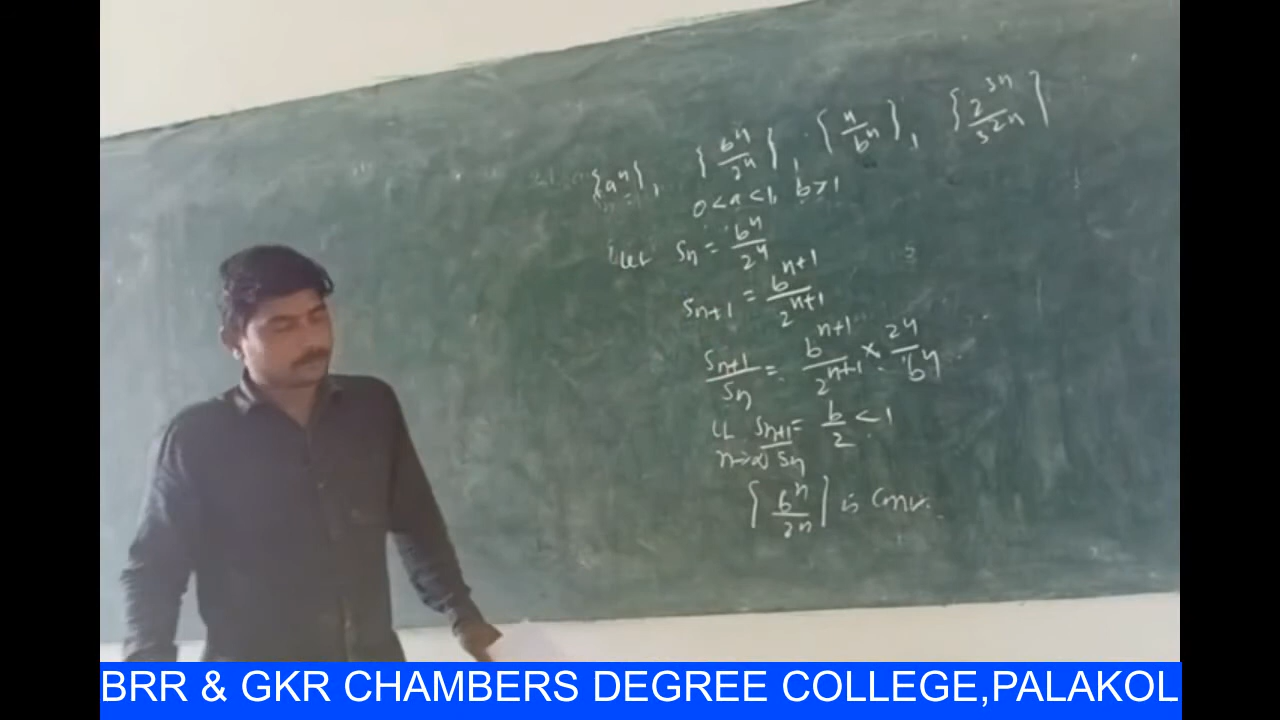 {aⁿ}, {bⁿ/2ⁿ}, {n/bⁿ}, {2³ⁿ/3²ⁿ}
0<a<1, b>1
Let Sn = bⁿ/2ⁿ
Sn+1 = bⁿ⁺¹/2ⁿ⁺¹
Sn+1/Sn = bⁿ⁺¹/2ⁿ⁺¹ × 2ⁿ/bⁿ
Lt n→∞ Sn+1/Sn = b/2 < 1
{bⁿ/2ⁿ} is Conv.
BRR & GKR CHAMBERS DEGREE COLLEGE,PALAKOL